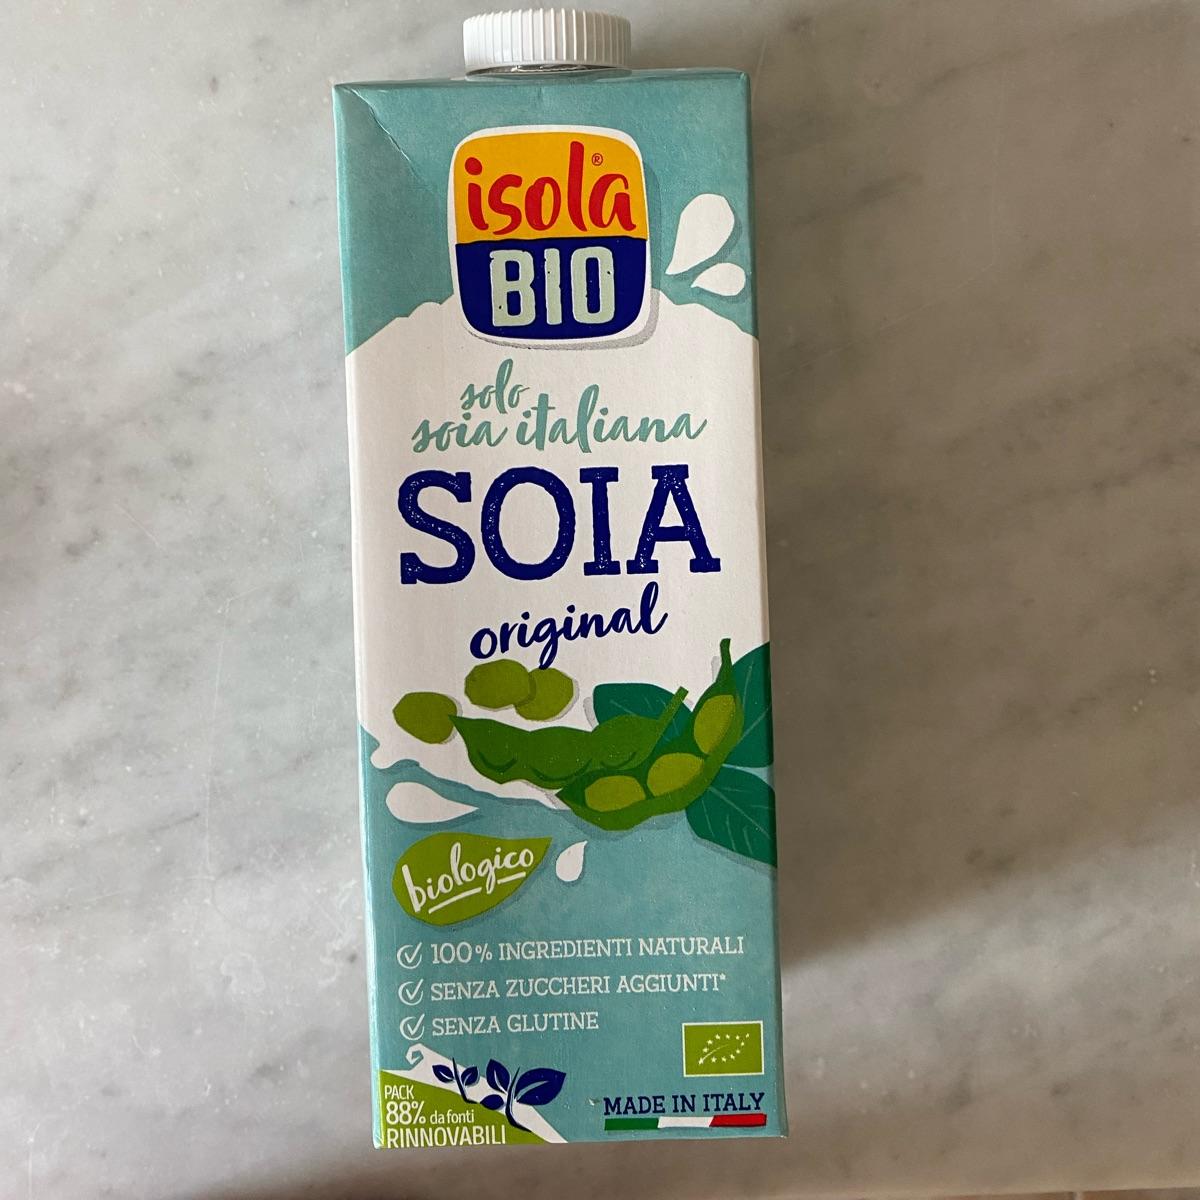 isola®
BIO
solo
soia italiana
SOIA
original
biologico
100% INGREDIENTI NATURALI
SENZA ZUCCHERI AGGIUNTI*
SENZA GLUTINE
PACK
88% da fonti
RINNOVABILI
MADE IN ITALY